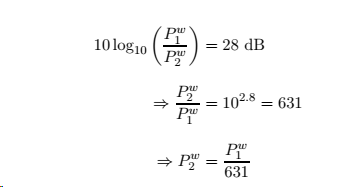 10 log₁₀ (P₁ʷ / P₂ʷ) = 28 dB
⇒ P₂ʷ / P₁ʷ = 10^2.8 = 631
⇒ P₂ʷ = P₁ʷ / 631